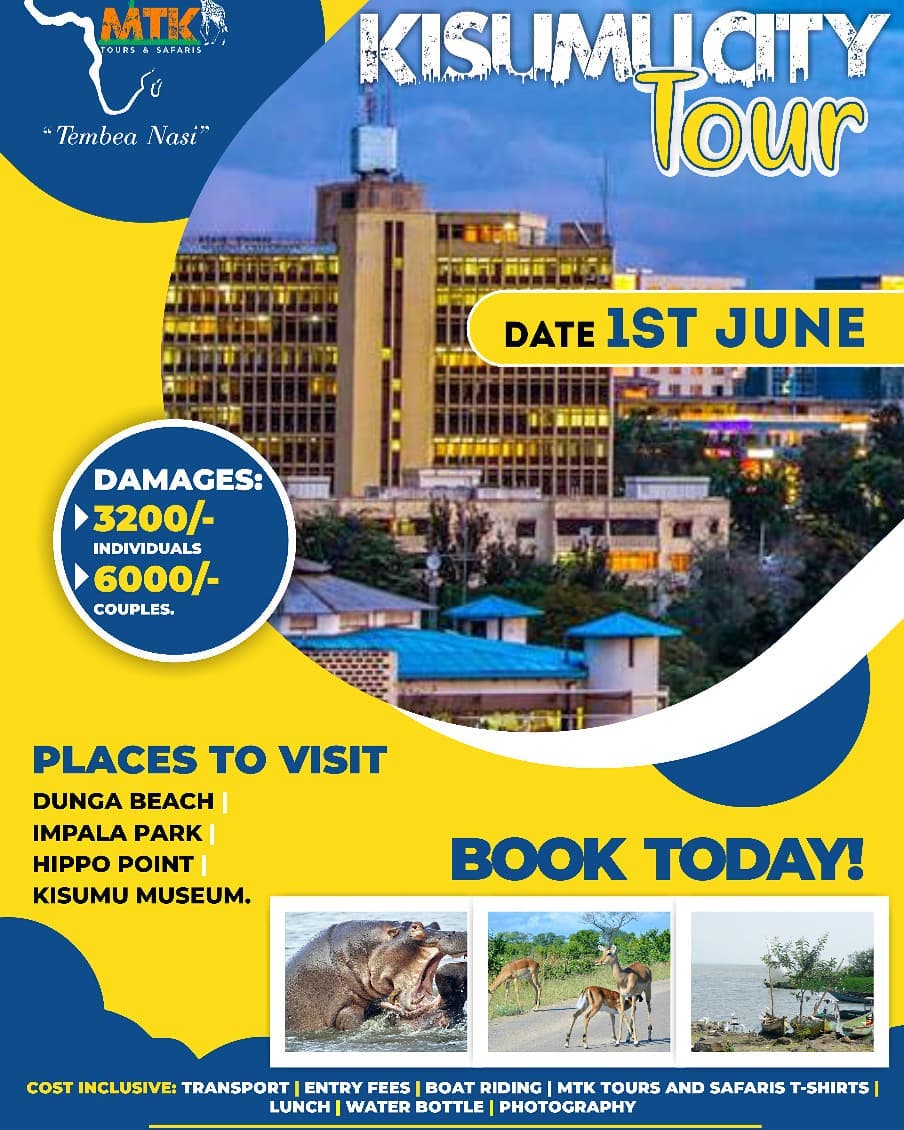 MTK
TOURS & SAFARIS
“Tembea Nasi”
KISUMU CITY
Tour
DATE 1ST JUNE
DAMAGES:
3200/-
INDIVIDUALS
6000/-
COUPLES.
PLACES TO VISIT
DUNGA BEACH |
IMPALA PARK |
HIPPO POINT |
KISUMU MUSEUM.
BOOK TODAY!
COST INCLUSIVE: TRANSPORT | ENTRY FEES | BOAT RIDING | MTK TOURS AND SAFARIS T-SHIRTS |
LUNCH | WATER BOTTLE | PHOTOGRAPHY